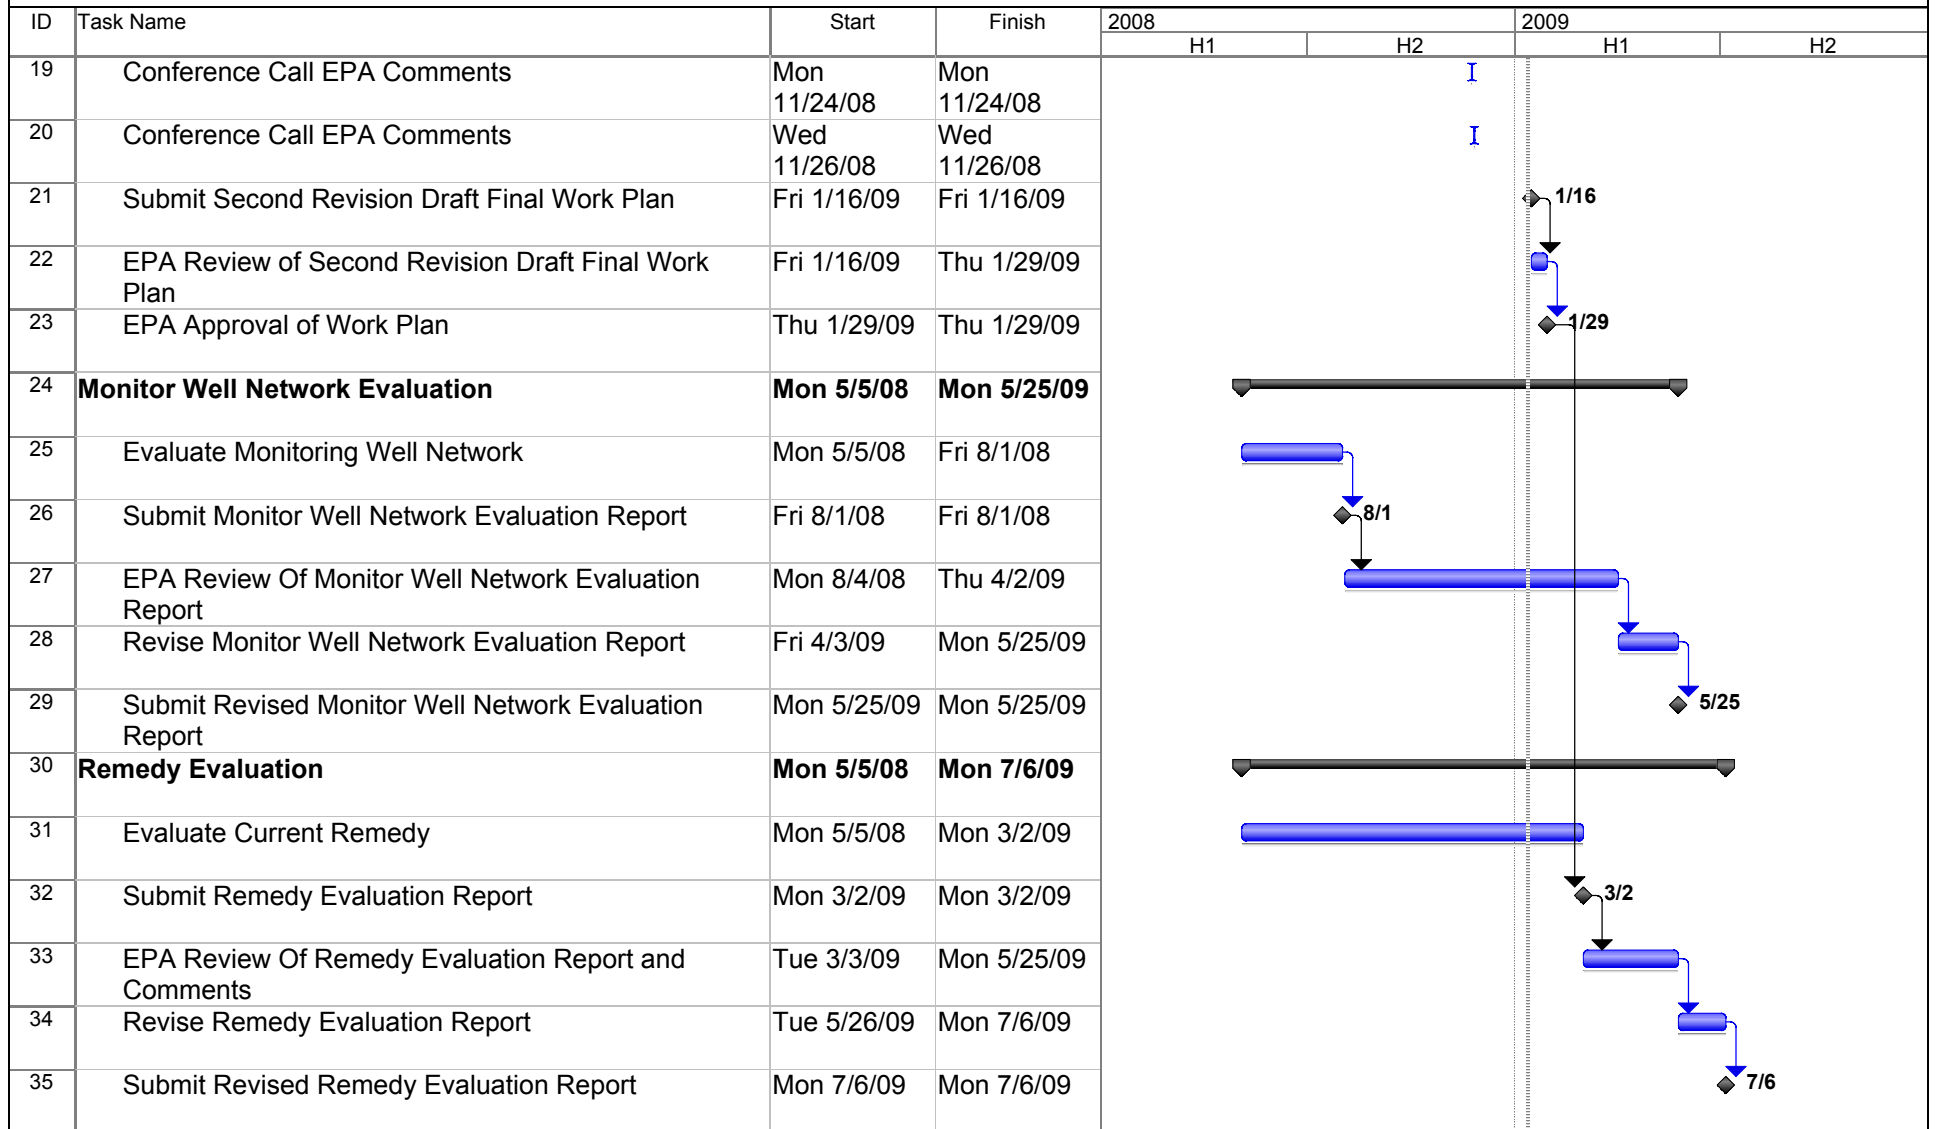 ID Task Name Start Finish 2008 2009
H1 H2 H1 H2
19 Conference Call EPA Comments Mon 11/24/08 Mon 11/24/08
20 Conference Call EPA Comments Wed 11/26/08 Wed 11/26/08
21 Submit Second Revision Draft Final Work Plan Fri 1/16/09 Fri 1/16/09 1/16
22 EPA Review of Second Revision Draft Final Work Fri 1/16/09 Thu 1/29/09
Plan
23 EPA Approval of Work Plan Thu 1/29/09 Thu 1/29/09 1/29
24 Monitor Well Network Evaluation Mon 5/5/08 Mon 5/25/09
25 Evaluate Monitoring Well Network Mon 5/5/08 Fri 8/1/08
26 Submit Monitor Well Network Evaluation Report Fri 8/1/08 Fri 8/1/08 8/1
27 EPA Review Of Monitor Well Network Evaluation Mon 8/4/08 Thu 4/2/09
Report
28 Revise Monitor Well Network Evaluation Report Fri 4/3/09 Mon 5/25/09
29 Submit Revised Monitor Well Network Evaluation Mon 5/25/09 Mon 5/25/09 5/25
Report
30 Remedy Evaluation Mon 5/5/08 Mon 7/6/09
31 Evaluate Current Remedy Mon 5/5/08 Mon 3/2/09
32 Submit Remedy Evaluation Report Mon 3/2/09 Mon 3/2/09 3/2
33 EPA Review Of Remedy Evaluation Report and Tue 3/3/09 Mon 5/25/09
Comments
34 Revise Remedy Evaluation Report Tue 5/26/09 Mon 7/6/09
35 Submit Revised Remedy Evaluation Report Mon 7/6/09 Mon 7/6/09 7/6